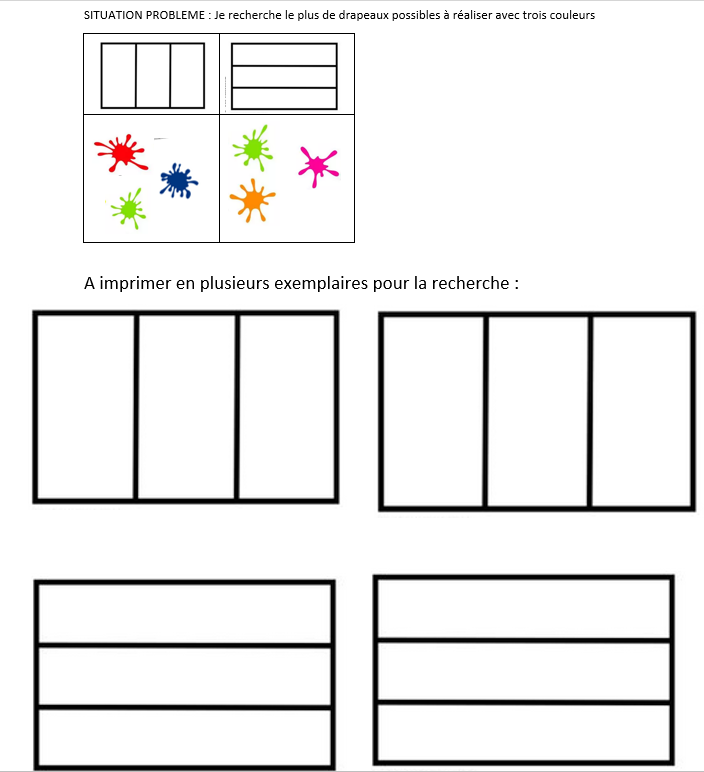 SITUATION PROBLEME : Je recherche le plus de drapeaux possibles à réaliser avec trois couleurs
A imprimer en plusieurs exemplaires pour la recherche :